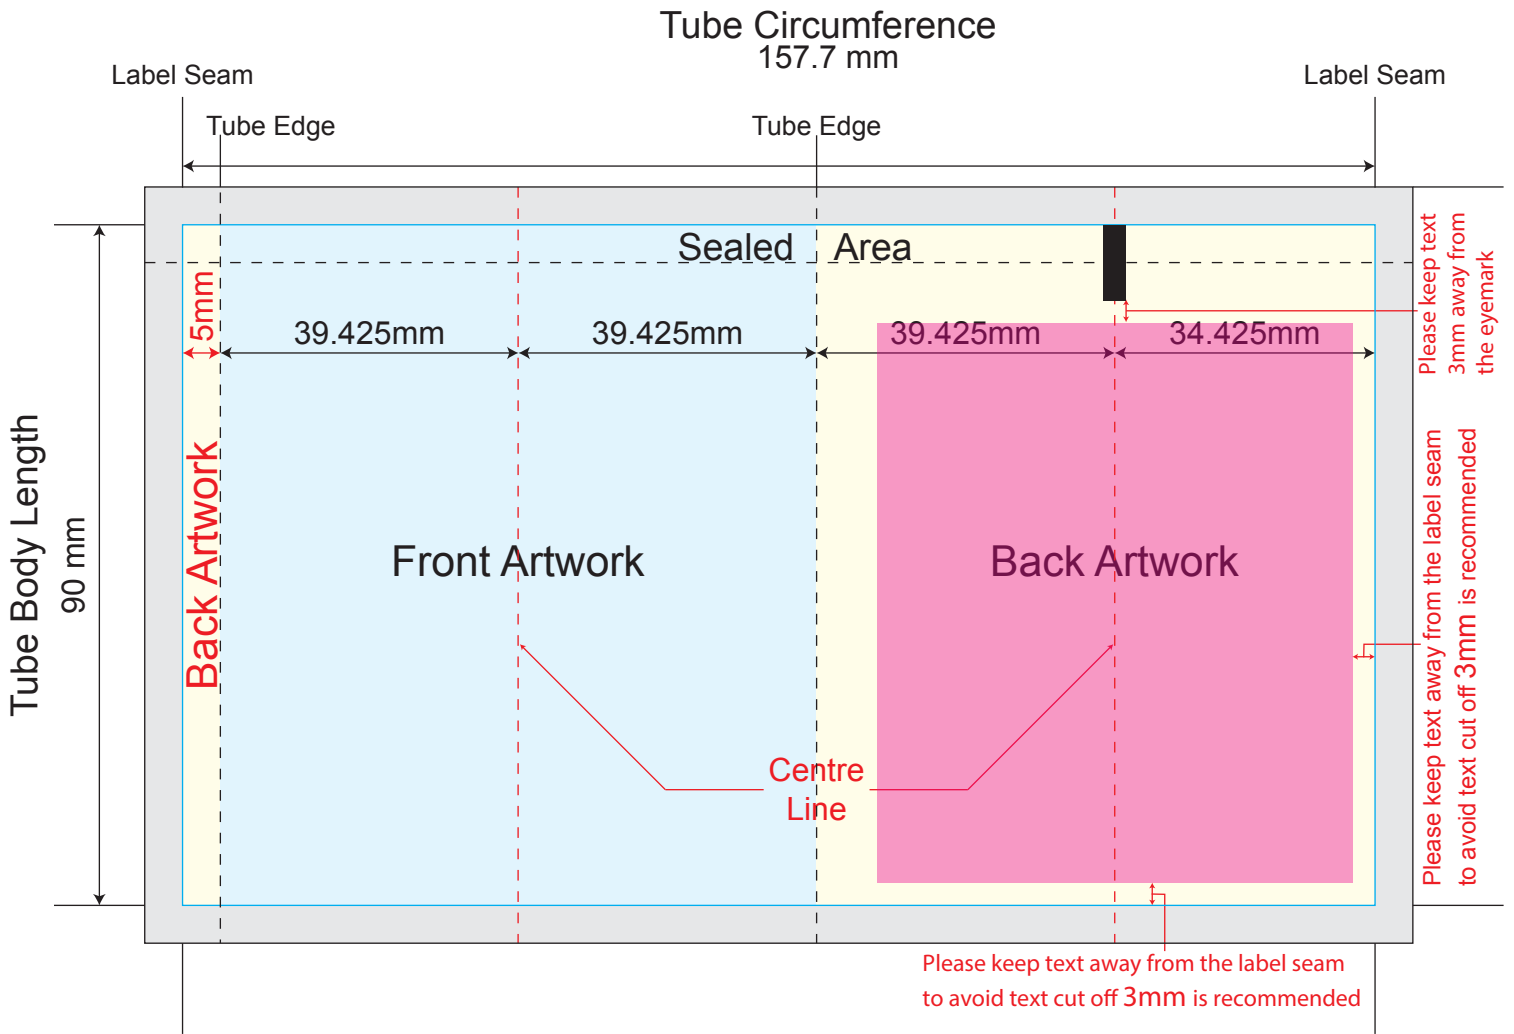 Tube Circumference
157.7 mm
Label Seam
Label Seam
Tube Edge
Tube Edge
Sealed Area
5mm
39.425mm
39.425mm
39.425mm
34.425mm
Please keep text
3mm away from
the eyemark
Tube Body Length
90 mm
Back Artwork
Front Artwork
Back Artwork
Please keep text away from the label seam
to avoid text cut off 3mm is recommended
Centre
Line
Please keep text away from the label seam
to avoid text cut off 3mm is recommended